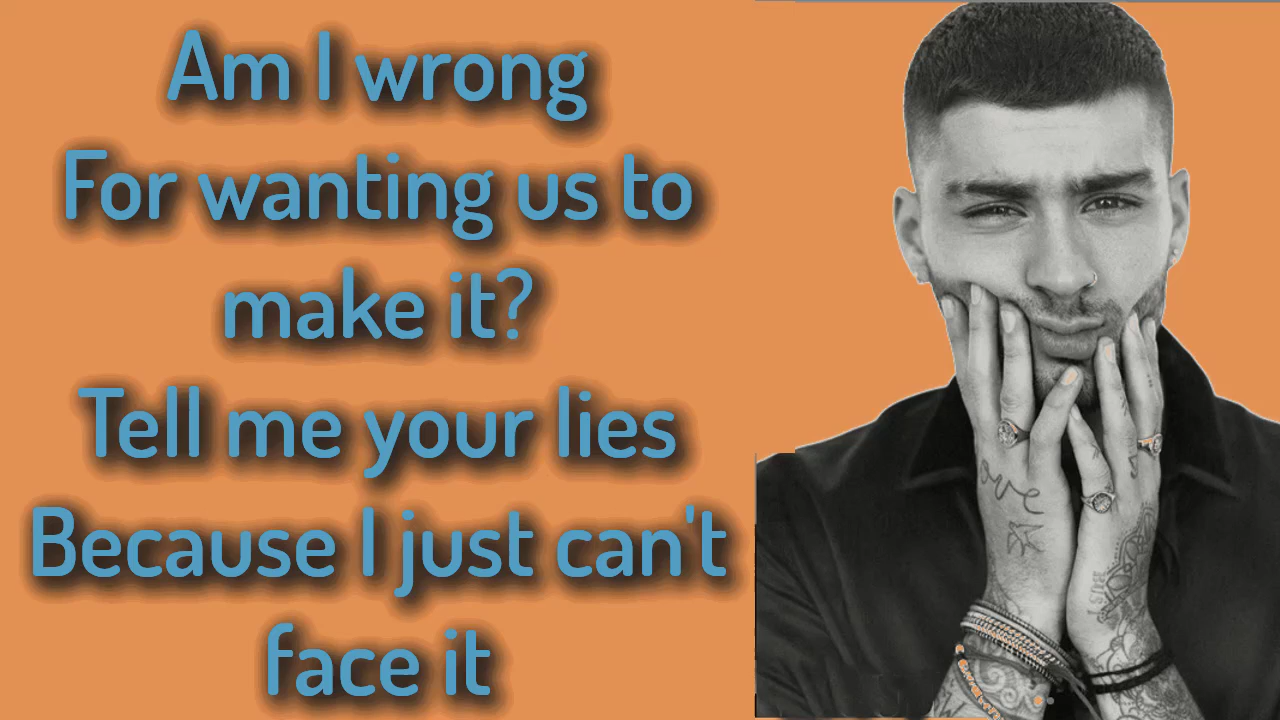 Am I wrong
For wanting us to
make it?
Tell me your lies
Because I just can't
face it